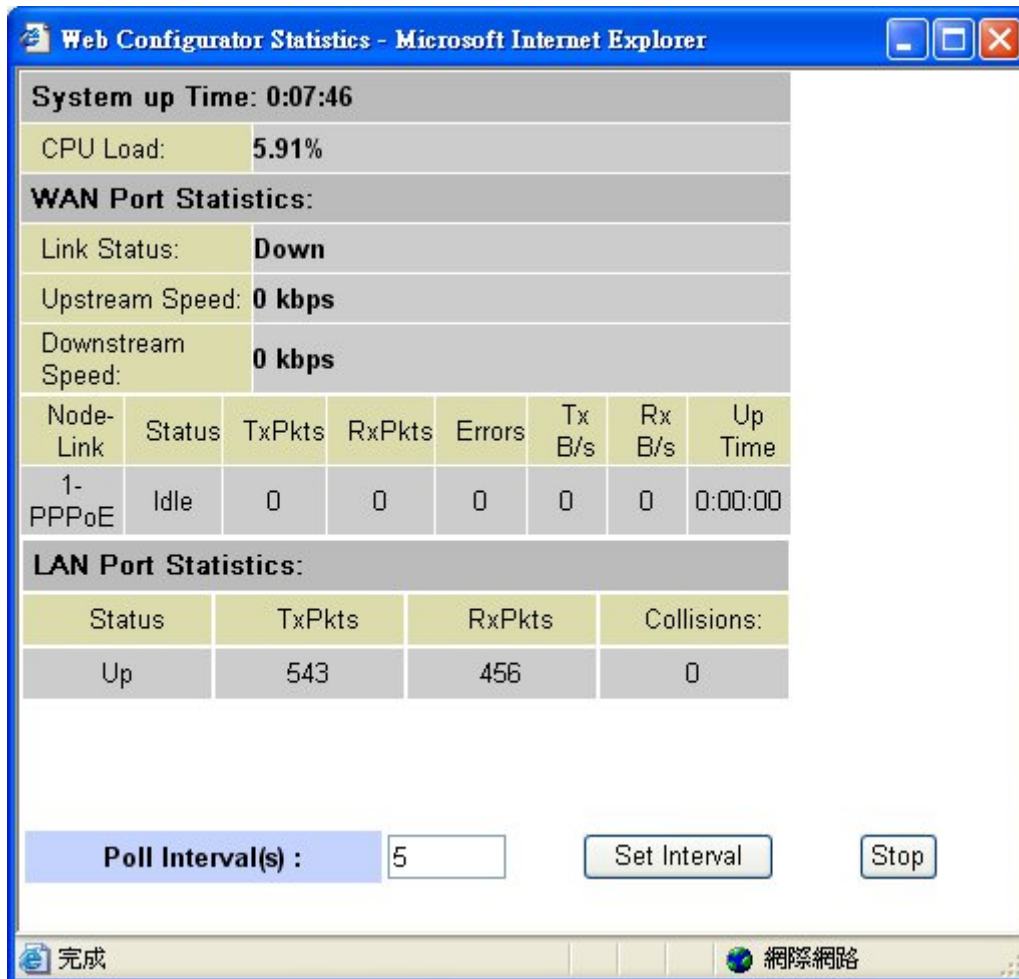 Web Configurator Statistics - Microsoft Internet Explorer
System up Time: 0:07:46
CPU Load: 5.91%
WAN Port Statistics:
Link Status: Down
Upstream Speed: 0 kbps
Downstream Speed: 0 kbps
Node-Link Status TxPkts RxPkts Errors Tx B/s Rx B/s Up Time
1-PPPoE Idle 0 0 0 0 0 0:00:00
LAN Port Statistics:
Status TxPkts RxPkts Collisions:
Up 543 456 0
Poll Interval(s) : 5 Set Interval Stop
完成 網際網路